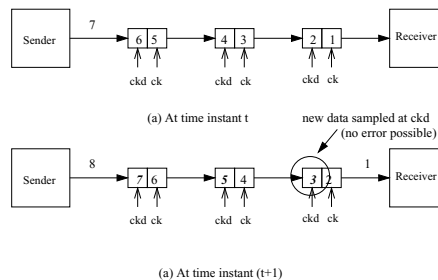 7
Sender
6 5
4 3
2 1
Receiver
ckd ck
ckd ck
ckd ck
(a) At time instant t
new data sampled at ckd
(no error possible)
8
1
Sender
7 6
5 4
3 2
Receiver
ckd ck
ckd ck
ckd ck
(a) At time instant (t+1)